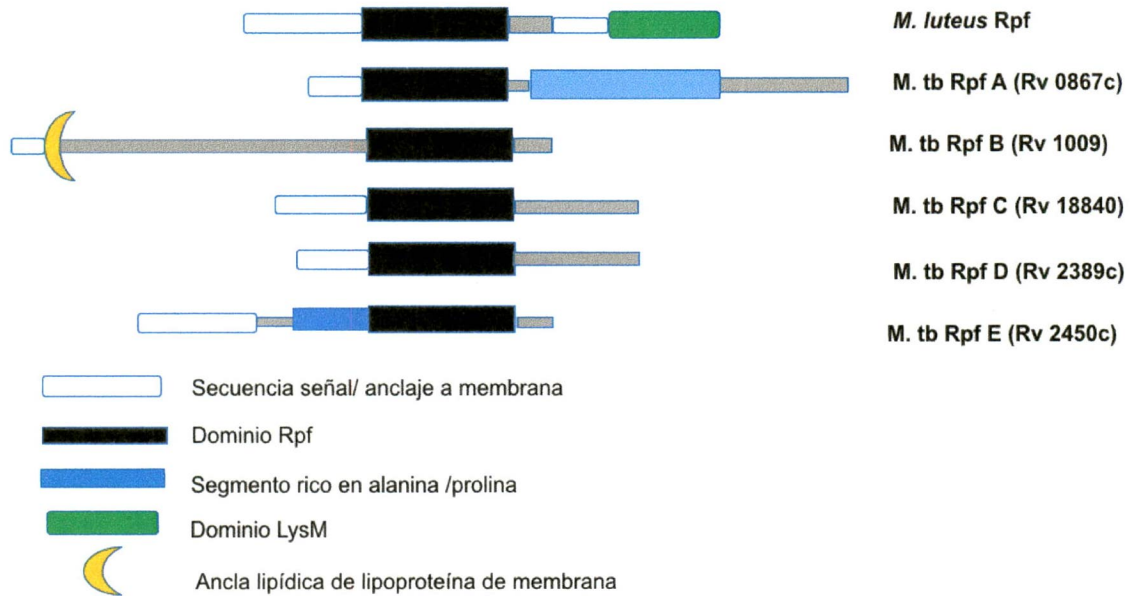 M. luteus Rpf
M. tb Rpf A (Rv 0867c)
M. tb Rpf B (Rv 1009)
M. tb Rpf C (Rv 18840)
M. tb Rpf D (Rv 2389c)
M. tb Rpf E (Rv 2450c)
Secuencia señal/ anclaje a membrana
Dominio Rpf
Segmento rico en alanina /prolina
Dominio LysM
Ancla lipídica de lipoproteína de membrana